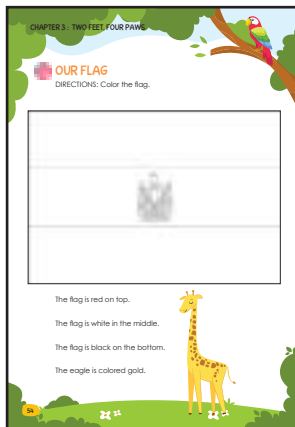 CHAPTER 3 : TWO FEET, FOUR PAWS
OUR FLAG
DIRECTIONS: Color the flag.
The flag is red on top.
The flag is white in the middle.
The flag is black on the bottom.
The eagle is colored gold.
54